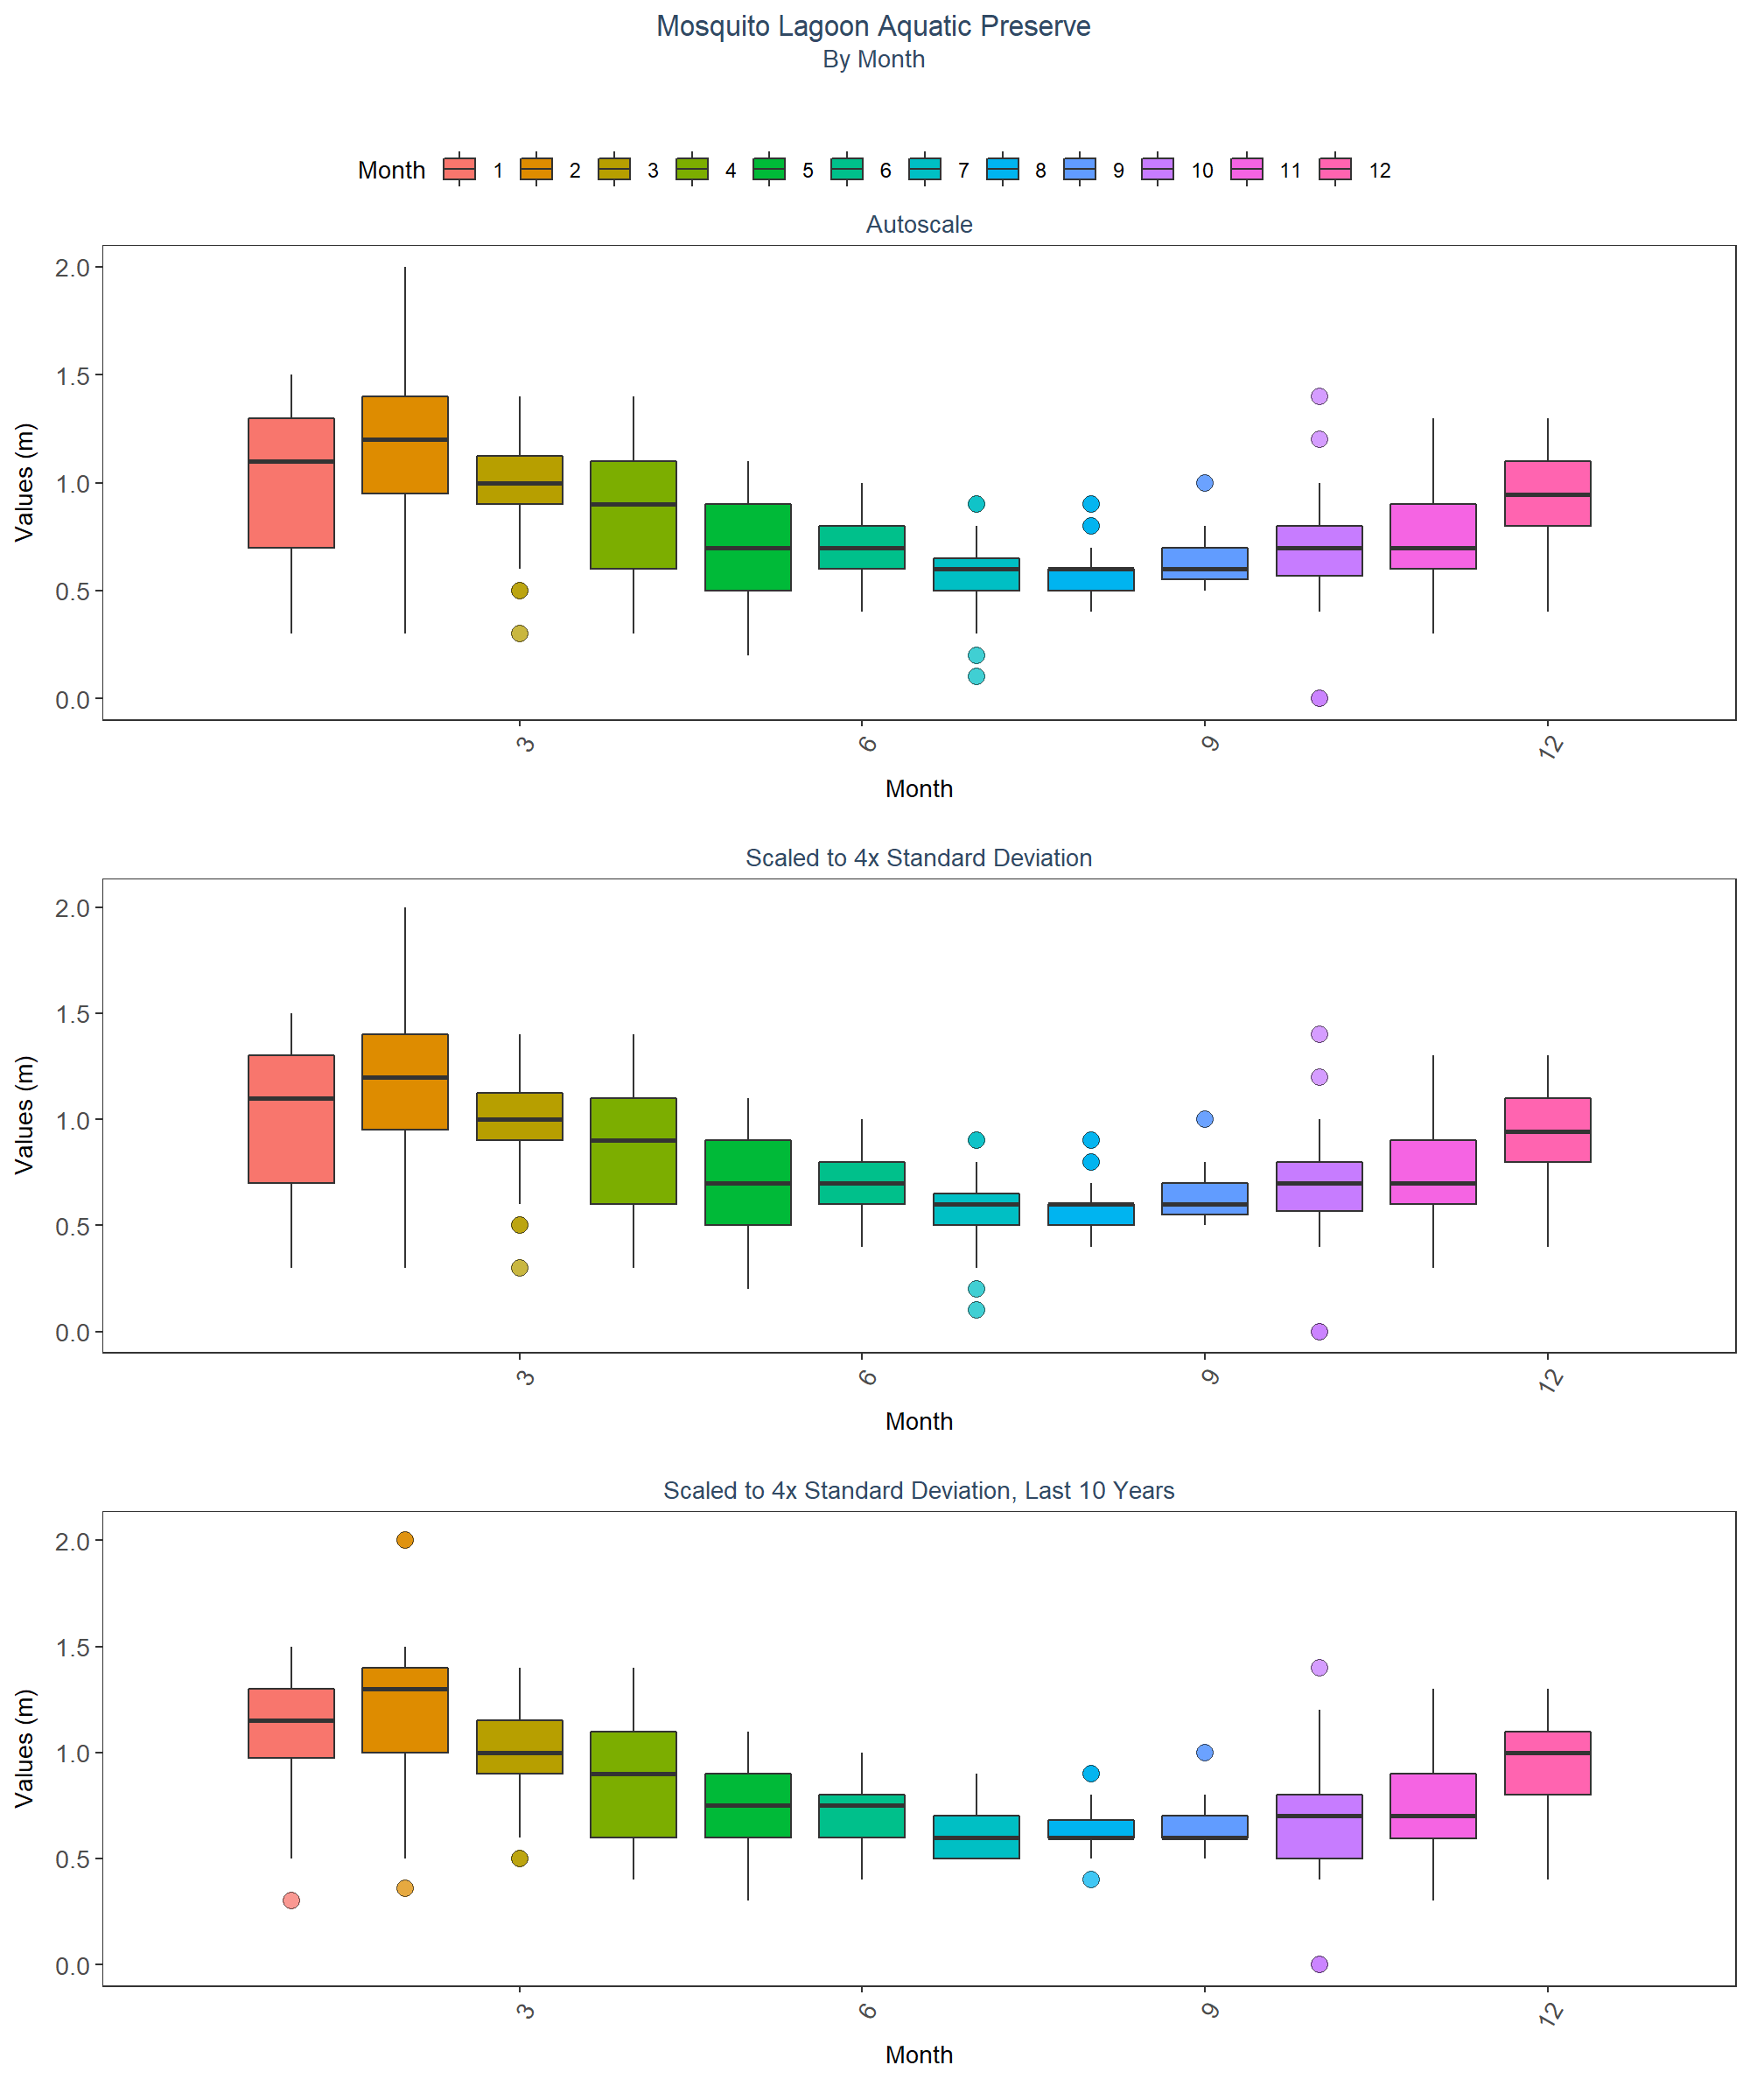 Mosquito Lagoon Aquatic Preserve
By Month
Month 1 2 3 4 5 6 7 8 9 10 11 12
Autoscale
Values (m)
2.0
1.5
1.0
0.5
0.0
3 6 9 12
Month
Scaled to 4x Standard Deviation
Values (m)
2.0
1.5
1.0
0.5
0.0
3 6 9 12
Month
Scaled to 4x Standard Deviation, Last 10 Years
Values (m)
2.0
1.5
1.0
0.5
0.0
3 6 9 12
Month